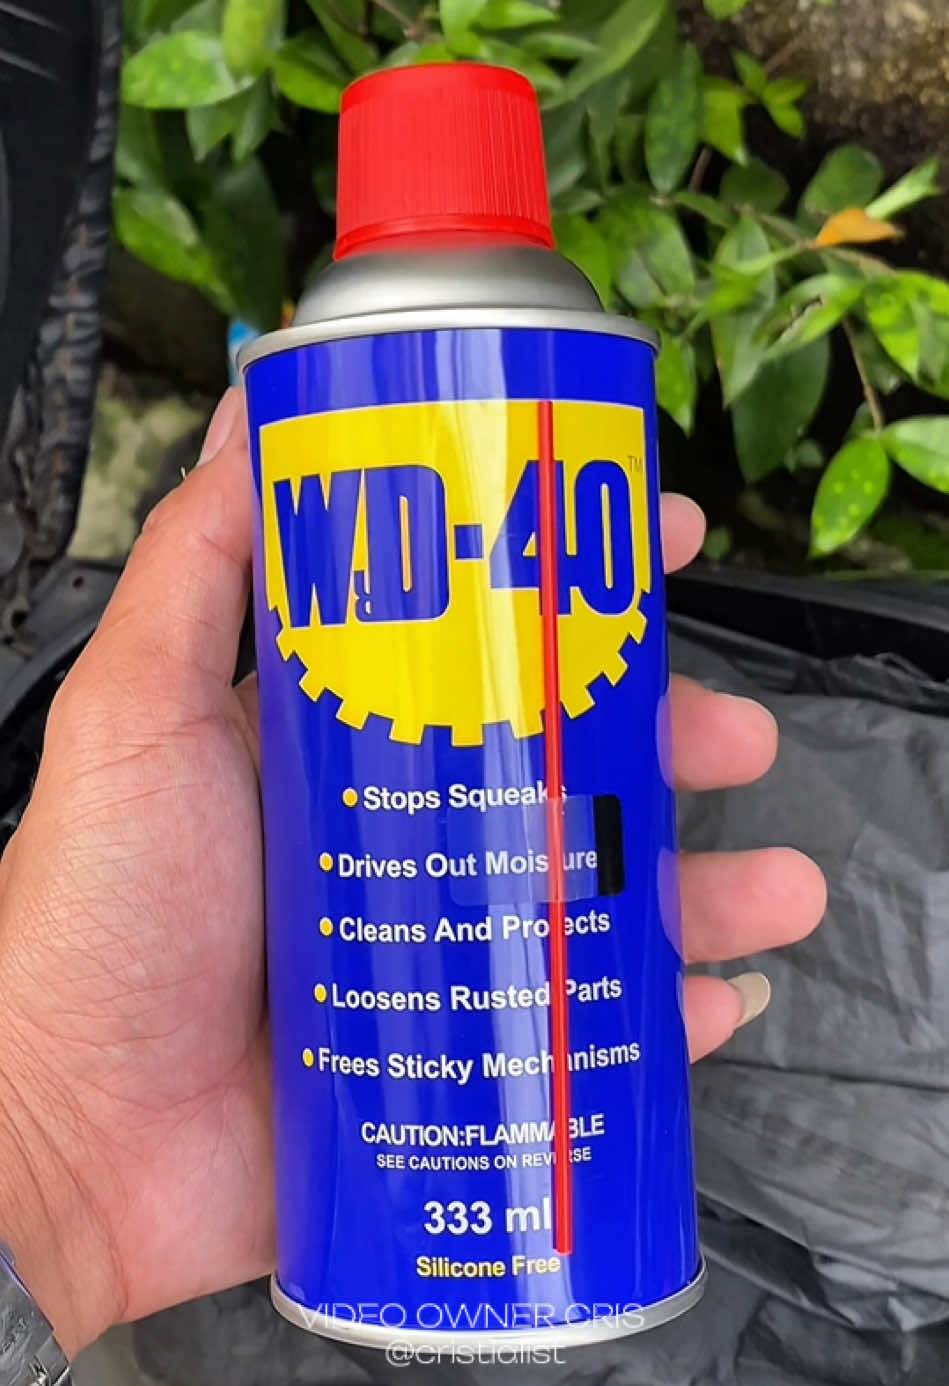 WD-40 TM
Stops Squeaks
Drives Out Moisture
Cleans And Protects
Loosens Rusted Parts
Frees Sticky Mechanisms
CAUTION:FLAMMABLE
SEE CAUTIONS ON REVERSE
333 ml
Silicone Free
VIDEO OWNER CRIS
@cristialist